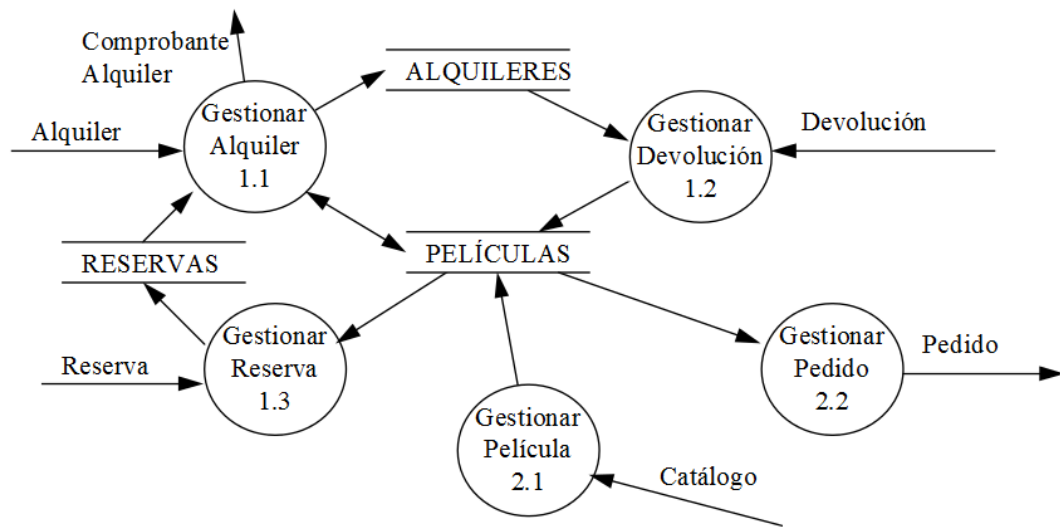 Comprobante
Alquiler
ALQUILERES
Gestionar
Alquiler
1.1
Alquiler
Gestionar
Devolución
1.2
Devolución
RESERVAS
PELÍCULAS
Gestionar
Reserva
1.3
Reserva
Gestionar
Pedido
2.2
Pedido
Gestionar
Película
2.1
Catálogo